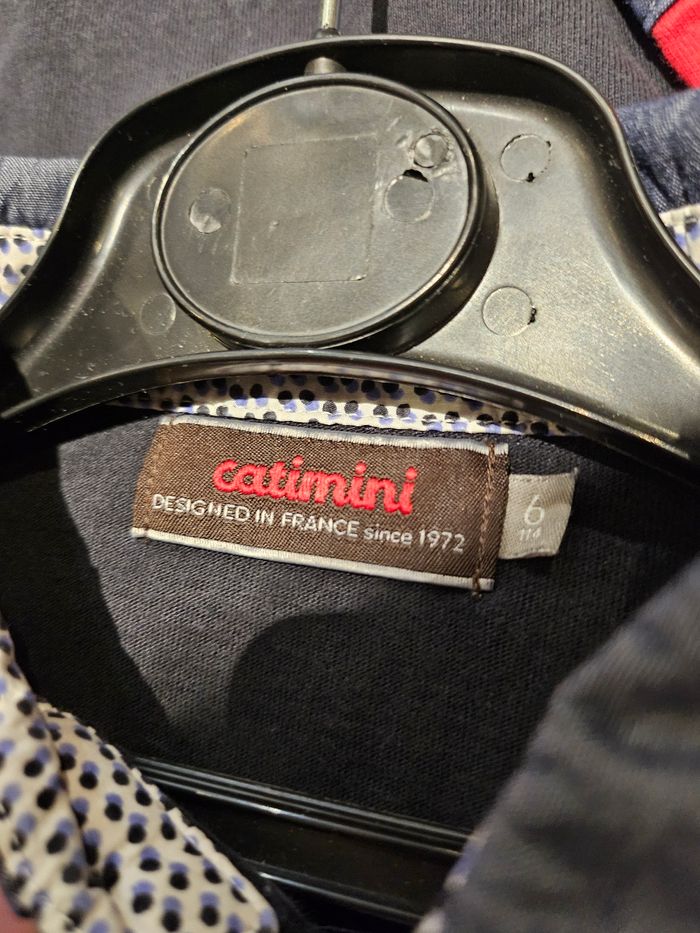 catimini
DESIGNED IN FRANCE since 1972
6
114